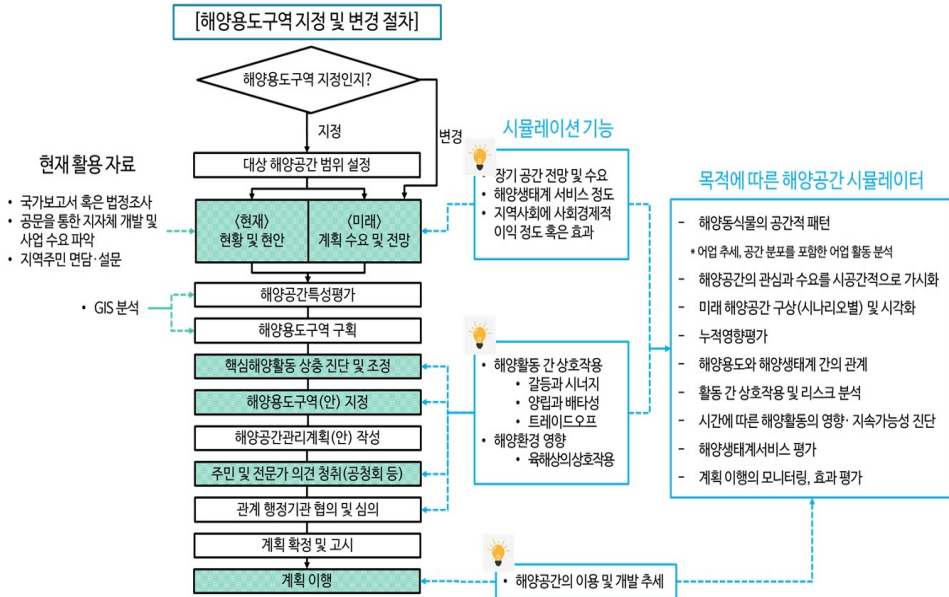 [해양용도구역 지정 및 변경 절차]
해양용도구역 지정인지?
지정
변경
대상 해양공간 범위 설정
현재 활용 자료
• 국가보고서 혹은 법정조사
• 공문을 통한 지자체 개발 및
사업 수요 파악
• 지역주민 면담·설문
〈현재〉
현황 및 현안
〈미래〉
계획 수요 및 전망
• GIS 분석
해양공간특성평가
해양용도구역 구획
핵심해양활동 상충 진단 및 조정
해양용도구역(안) 지정
해양공간관리계획(안) 작성
주민 및 전문가 의견 청취(공청회 등)
관계 행정기관 협의 및 심의
계획 확정 및 고시
계획 이행
시뮬레이션 기능
• 장기 공간 전망 및 수요
• 해양생태계 서비스 정도
• 지역사회에 사회경제적
이익 정도 혹은 효과
• 해양활동 간 상호작용
• 갈등과 시너지
• 양립과 배타성
• 트레이드오프
• 해양환경 영향
• 육해상의 상호작용
• 해양공간의 이용 및 개발 추세
목적에 따른 해양공간 시뮬레이터
- 해양동식물의 공간적 패턴
* 어업 추세, 공간 분포를 포함한 어업 활동 분석
- 해양공간의 관심과 수요를 시공간적으로 가시화
- 미래 해양공간 구상(시나리오별) 및 시각화
- 누적영향평가
- 해양용도와 해양생태계 간의 관계
- 활동 간 상호작용 및 리스크 분석
- 시간에 따른 해양활동의 영향· 지속가능성 진단
- 해양생태계서비스 평가
- 계획 이행의 모니터링, 효과 평가